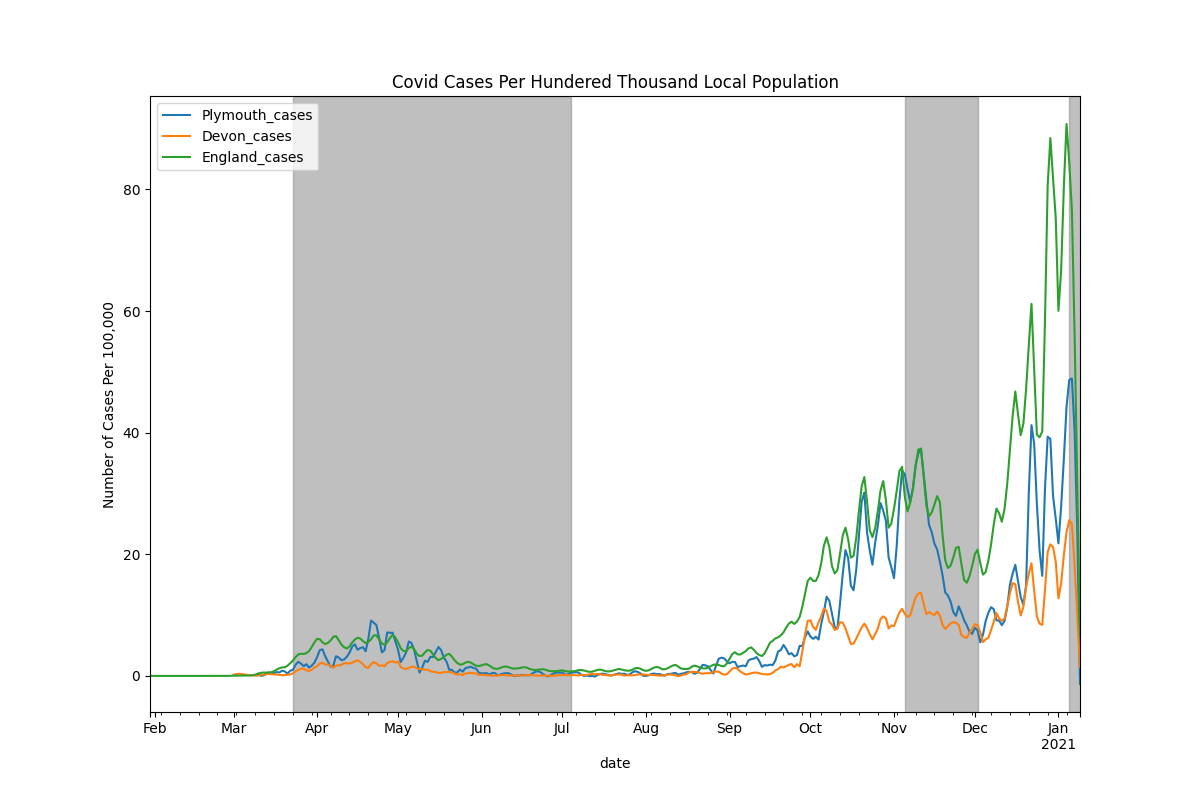 Covid Cases Per Hundered Thousand Local Population
Plymouth_cases
Devon_cases
England_cases
Number of Cases Per 100,000
80
60
40
20
0
Feb Mar Apr May Jun Jul Aug Sep Oct Nov Dec Jan
2021
date